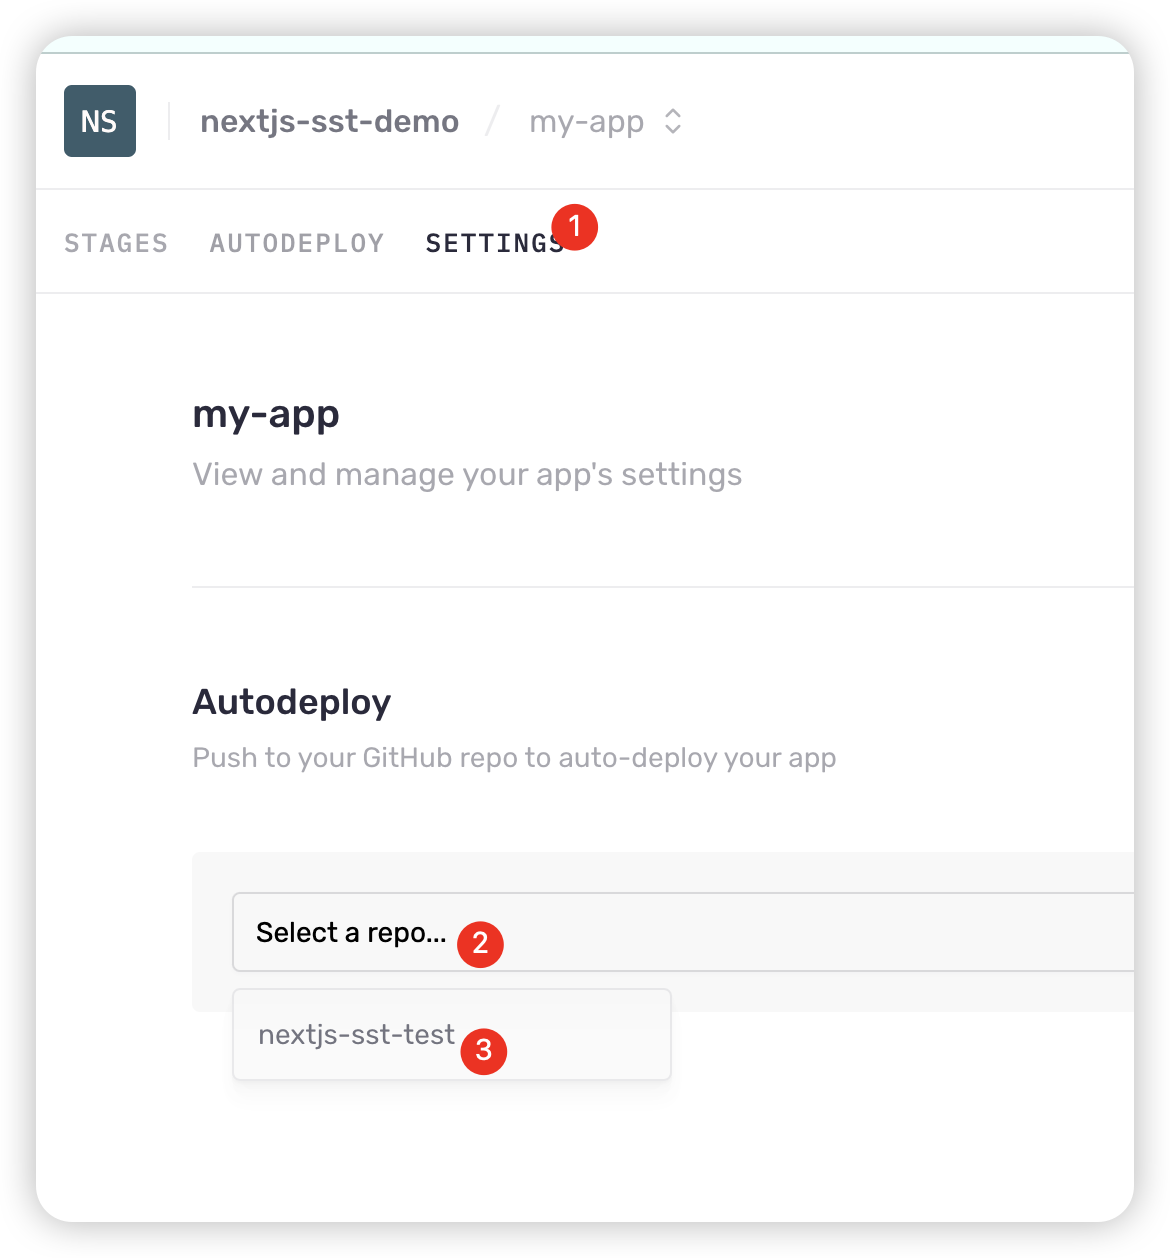 NS nextjs-sst-demo / my-app
STAGES AUTODEPLOY SETTINGS 1
my-app
View and manage your app's settings
Autodeploy
Push to your GitHub repo to auto-deploy your app
Select a repo... 2
nextjs-sst-test 3